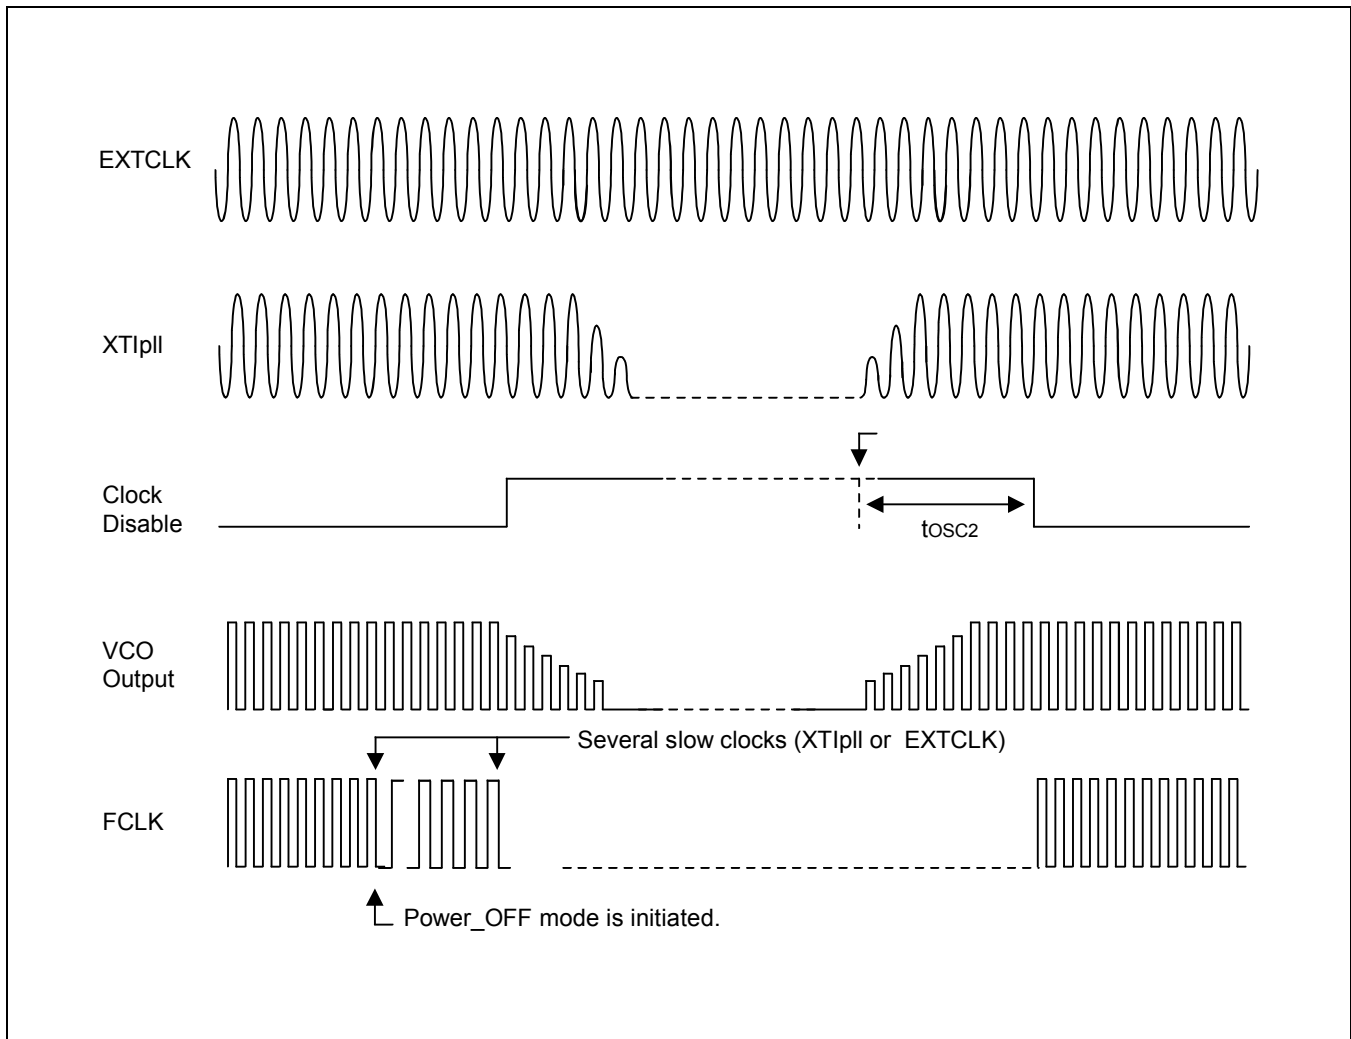 EXTCLK
XTIpll
Clock
Disable
tOSC2
VCO
Output
Several slow clocks (XTIpll or EXTCLK)
FCLK
Power_OFF mode is initiated.